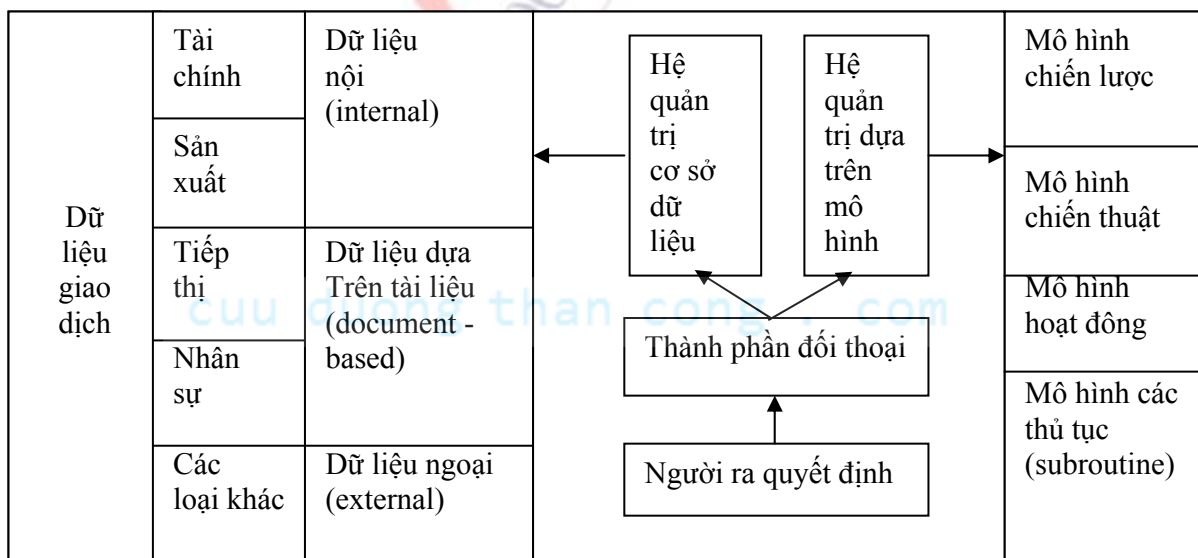 Dữ
liệu
giao
dịch
Tài
chính
Sản
xuất
Tiếp
thị
Nhân
sự
Các
loại khác
Dữ liệu
nội
(internal)
Dữ liệu dựa
Trên tài liệu
(document -
based)
Dữ liệu ngoại
(external)
Hệ
quản
trị
cơ sở
dữ
liệu
Hệ
quản
trị dựa
trên
mô
hình
Thành phần đối thoại
Người ra quyết định
Mô hình
chiến lược
Mô hình
chiến thuật
Mô hình
hoạt đông
Mô hình các
thủ tục
(subroutine)
cuu duong than cong . com